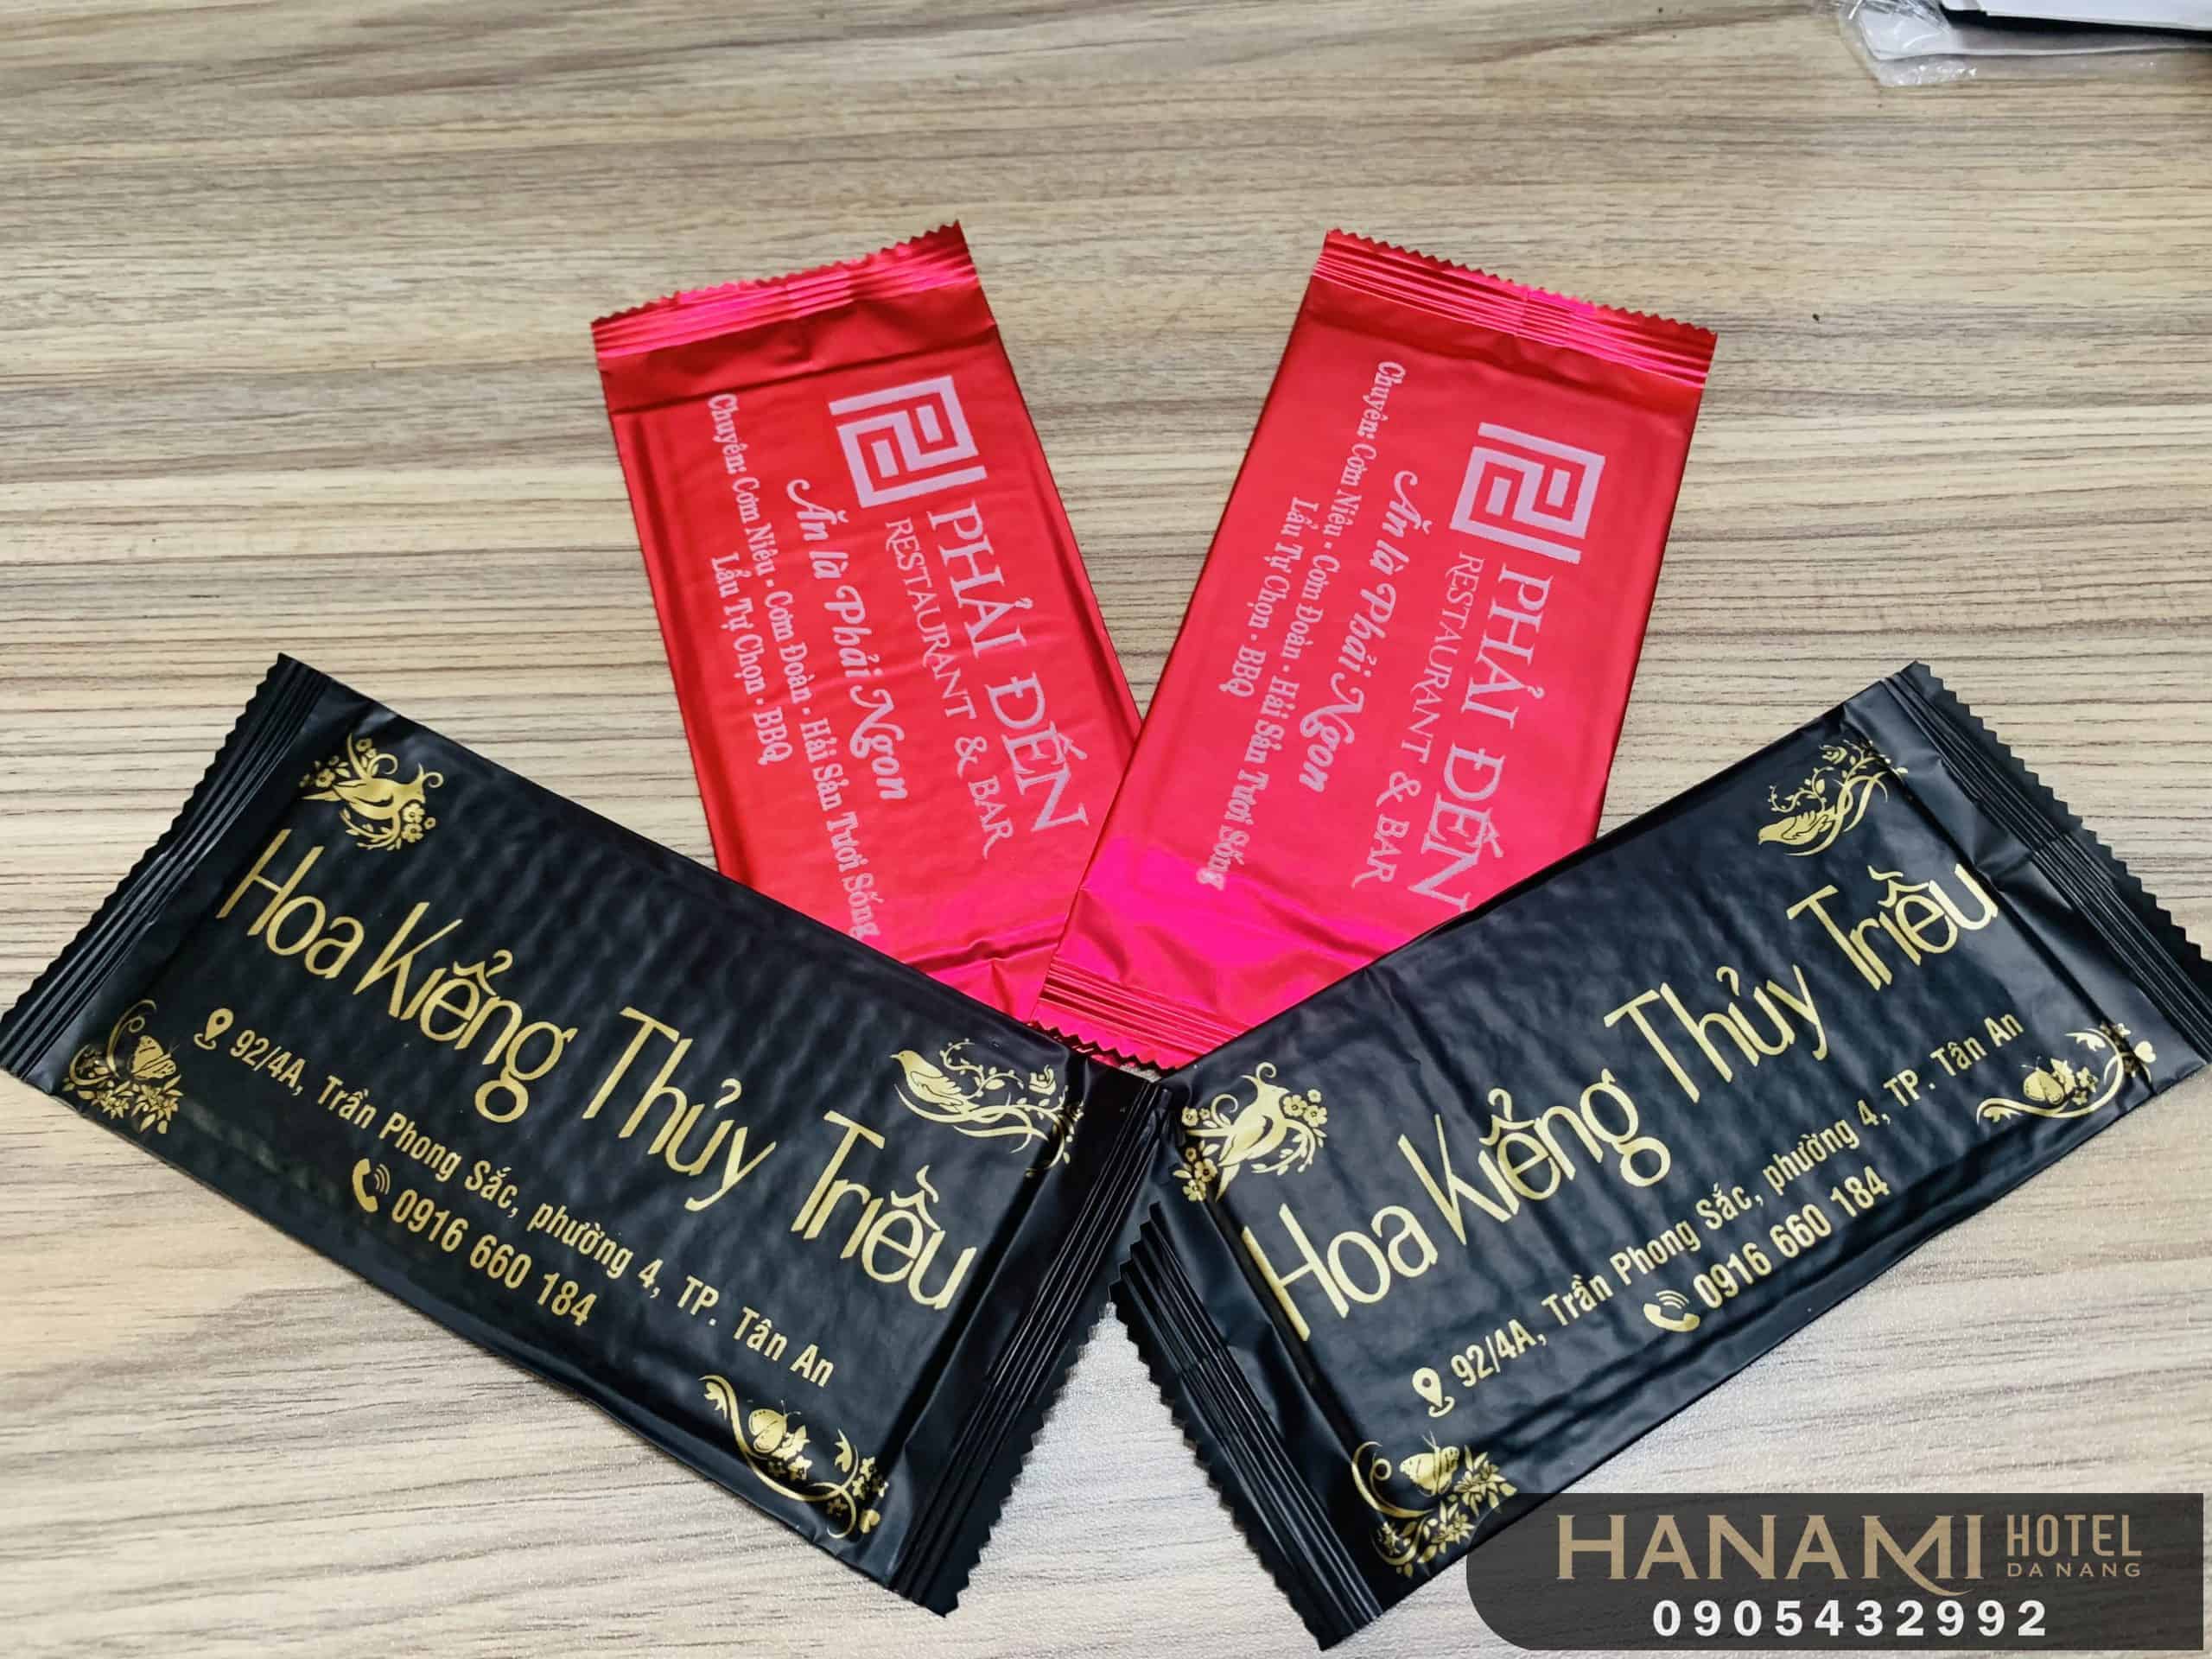 PHẢI ĐẾN
RESTAURANT & BAR
Ăn là Phải Ngon
Chuyên: Cơm Niêu - Cơm Đoàn - Hải Sản Tươi Sống
Lẩu Tự Chọn - BBQ
PHẢI ĐẾN
RESTAURANT & BAR
Ăn là Phải Ngon
Chuyên: Cơm Niêu - Cơm Đoàn - Hải Sản Tươi Sống
Lẩu Tự Chọn - BBQ
Hoa Kiểng Thủy Triều
92/4A, Trần Phong Sắc, phường 4, TP. Tân An
0916 660 184
Hoa Kiểng Thủy Triều
92/4A, Trần Phong Sắc, phường 4, TP. Tân An
0916 660 184
HANAMI HOTEL
DA NANG
0905432992